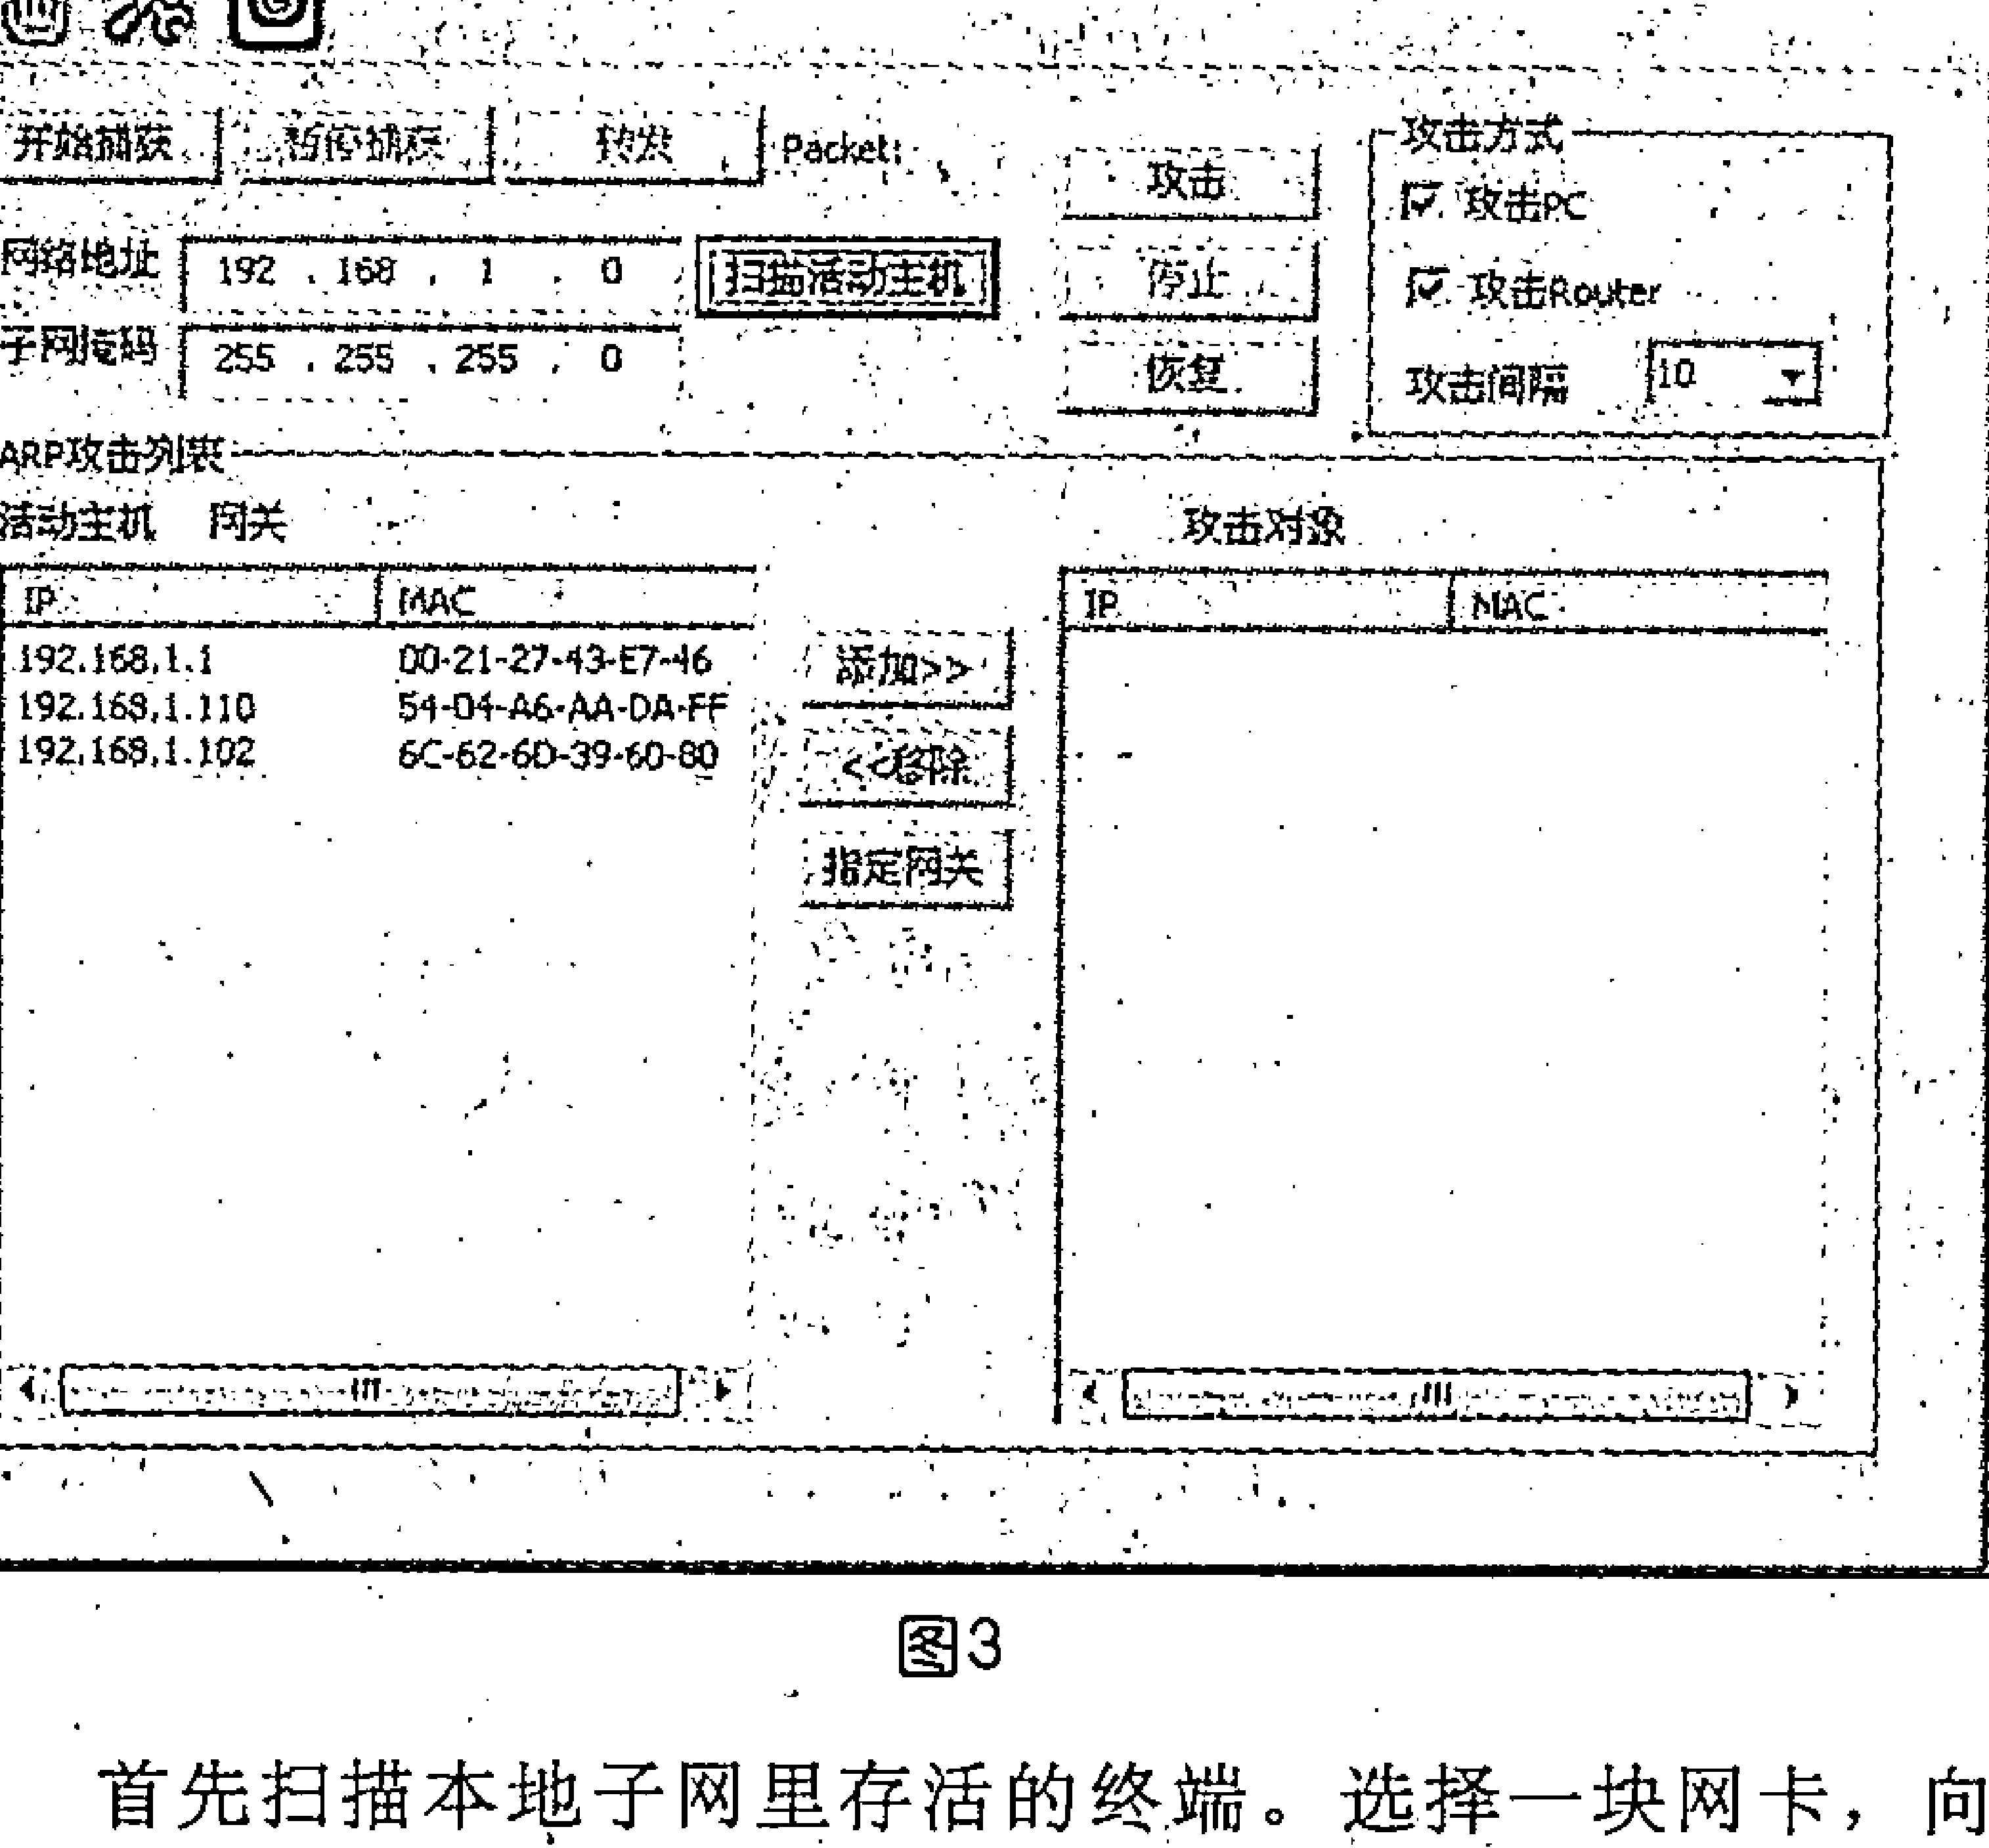 开始捕获 暂停捕获 转发 Packet:
攻击
攻击方式
攻击PC
网络地址 192 . 168 . 1 . 0 扫描活动主机
停止
攻击Router
子网掩码 255 . 255 . 255 . 0
恢复
攻击间隔 10
ARP攻击列表
活动主机 网关 攻击对象
IP MAC IP MAC
192.168.1.1 00-21-27-43-E7-46
192.168.1.110 54-04-A6-AA-DA-FF
192.168.1.102 6C-62-6D-39-60-80
添加>>
<<移除
指定网关
图3
首先扫描本地子网里存活的终端。选择一块网卡，向